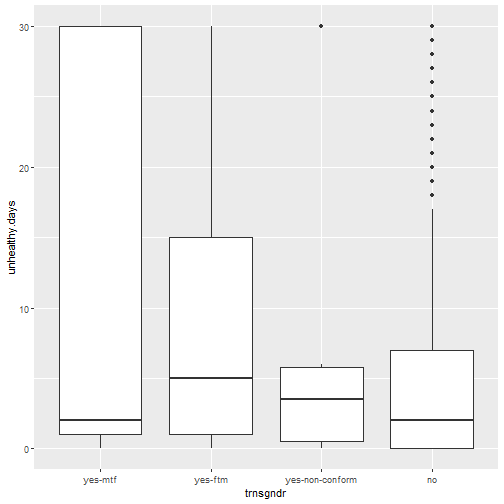 unhealthy.days
30
20
10
0
yes-mtf yes-ftm yes-non-conform no
trnsgndr